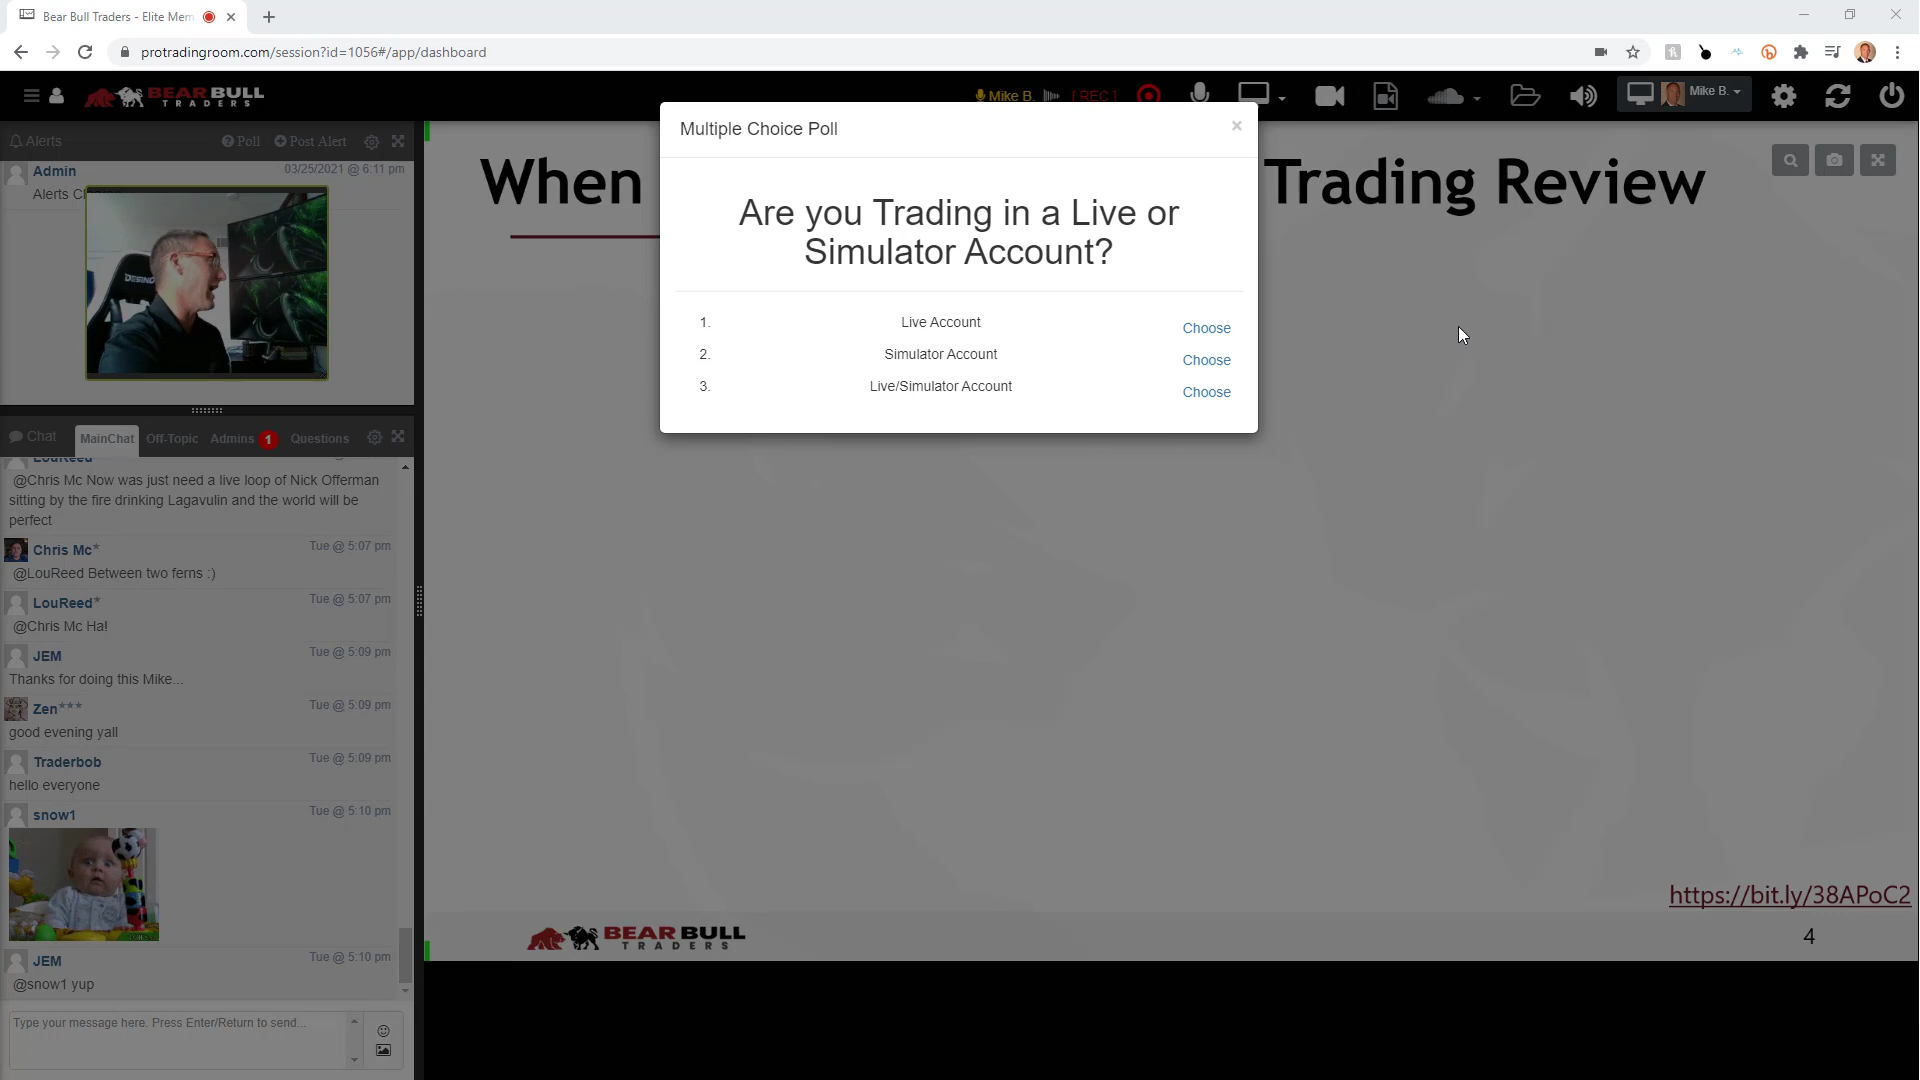 Bear Bull Traders - Elite Mem
protradingroom.com/session?id=1056#/app/dashboard
BEAR BULL
TRADERS
Mike B.
[ REC ]
Mike B.
Alerts
Poll
Post Alert
Admin
03/25/2021 @ 6:11 pm
Alerts Cl
DESINO
When
Trading Review
Multiple Choice Poll
×
Are you Trading in a Live or
Simulator Account?
1. Live Account Choose
2. Simulator Account Choose
3. Live/Simulator Account Choose
Chat
MainChat
Off-Topic
Admins 1
Questions
LouReed
@Chris Mc Now was just need a live loop of Nick Offerman
sitting by the fire drinking Lagavulin and the world will be
perfect
Chris Mc* Tue @ 5:07 pm
@LouReed Between two ferns :)
LouReed* Tue @ 5:07 pm
@Chris Mc Ha!
JEM Tue @ 5:09 pm
Thanks for doing this Mike...
Zen*** Tue @ 5:09 pm
good evening yall
Traderbob Tue @ 5:09 pm
hello everyone
snow1 Tue @ 5:10 pm
JEM Tue @ 5:10 pm
@snow1 yup
Type your message here. Press Enter/Return to send...
https://bit.ly/38APoC2
BEAR BULL
TRADERS
4